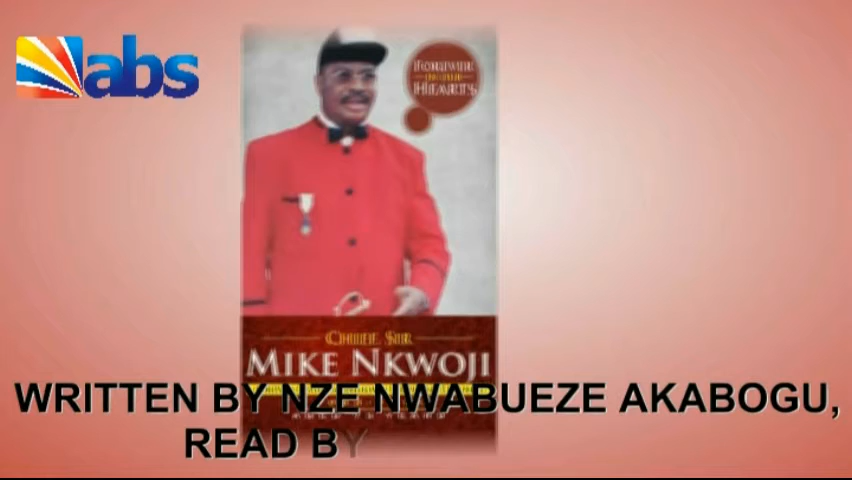 abs
FOREVER
IN OUR
HEARTS
CHIEF SIR
MIKE NKWOJI
WRITTEN BY NZE NWABUEZE AKABOGU,
READ BY